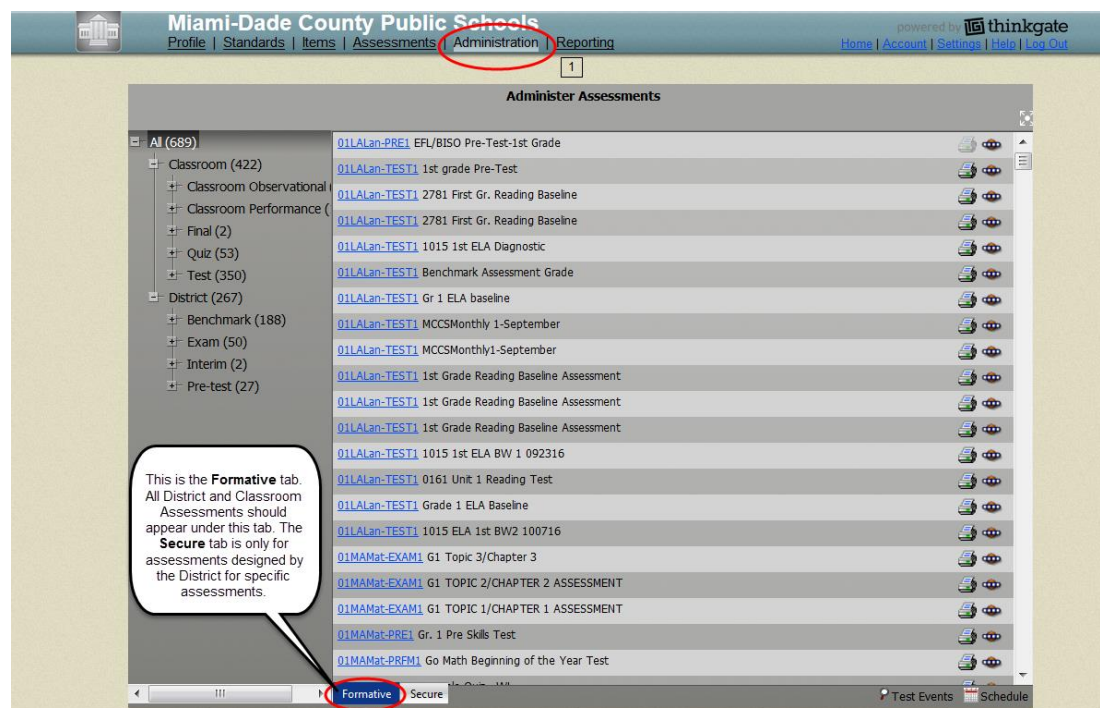 Miami-Dade County Public Schools
powered by thinkgate
Profile | Standards | Items | Assessments | Administration | Reporting
Home | Account | Settings | Help | Log Out
1
Administer Assessments
All (689)
Classroom (422)
Classroom Observational
Classroom Performance (
Final (2)
Quiz (53)
Test (350)
District (267)
Benchmark (188)
Exam (50)
Interim (2)
Pre-test (27)
01LALan-PRE1 EFL/BISO Pre-Test-1st Grade
01LALan-TEST1 1st grade Pre-Test
01LALan-TEST1 2781 First Gr. Reading Baseline
01LALan-TEST1 2781 First Gr. Reading Baseline
01LALan-TEST1 1015 1st ELA Diagnostic
01LALan-TEST1 Benchmark Assessment Grade
01LALan-TEST1 Gr 1 ELA baseline
01LALan-TEST1 MCCSMonthly 1-September
01LALan-TEST1 MCCSMonthly1-September
01LALan-TEST1 1st Grade Reading Baseline Assessment
01LALan-TEST1 1st Grade Reading Baseline Assessment
01LALan-TEST1 1st Grade Reading Baseline Assessment
01LALan-TEST1 1015 1st ELA BW 1 092316
01LALan-TEST1 0161 Unit 1 Reading Test
01LALan-TEST1 Grade 1 ELA Baseline
01LALan-TEST1 1015 ELA 1st BW2 100716
01MAMat-EXAM1 G1 Topic 3/Chapter 3
01MAMat-EXAM1 G1 TOPIC 2/CHAPTER 2 ASSESSMENT
01MAMat-EXAM1 G1 TOPIC 1/CHAPTER 1 ASSESSMENT
01MAMat-PRE1 Gr. 1 Pre Skills Test
01MAMat-PRFM1 Go Math Beginning of the Year Test
This is the Formative tab.
All District and Classroom
Assessments should
appear under this tab. The
Secure tab is only for
assessments designed by
the District for specific
assessments.
Formative Secure
Test Events Schedule